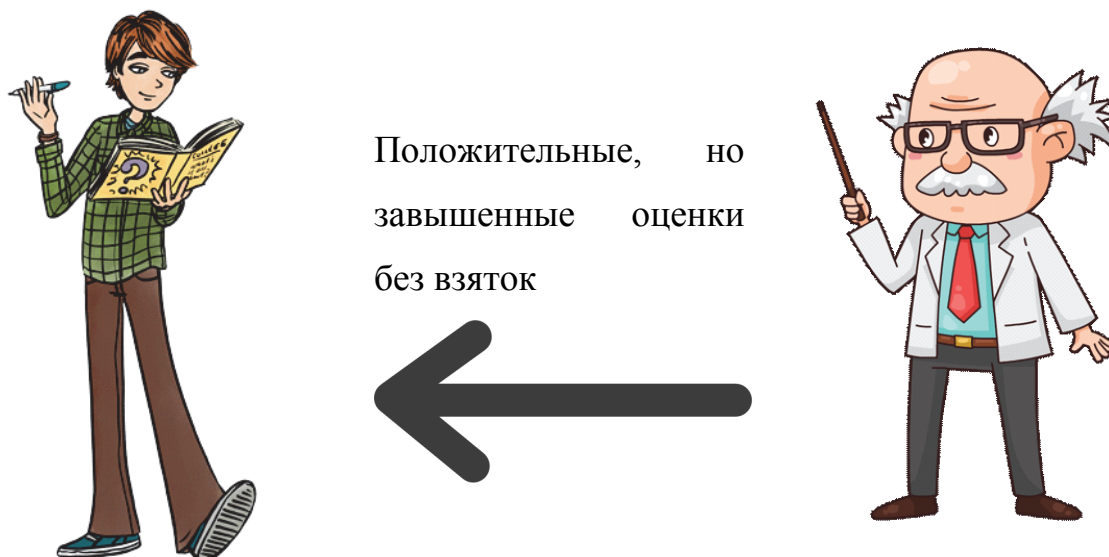 Положительные, но
завышенные оценки
без взяток